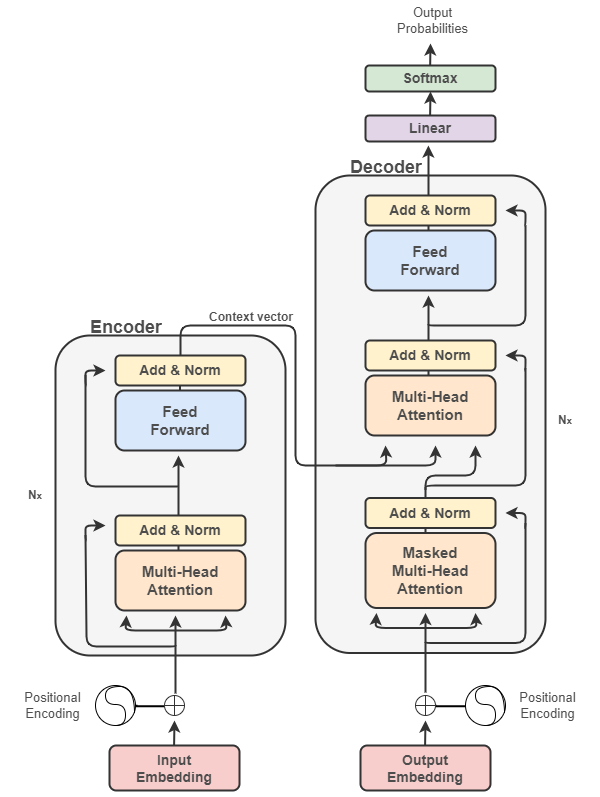 Output
Probabilities
Softmax
Linear
Decoder
Add & Norm
Feed
Forward
Add & Norm
Multi-Head
Attention
Nx
Add & Norm
Masked
Multi-Head
Attention
Context vector
Encoder
Add & Norm
Feed
Forward
Nx
Add & Norm
Multi-Head
Attention
Positional
Encoding
Positional
Encoding
Input
Embedding
Output
Embedding